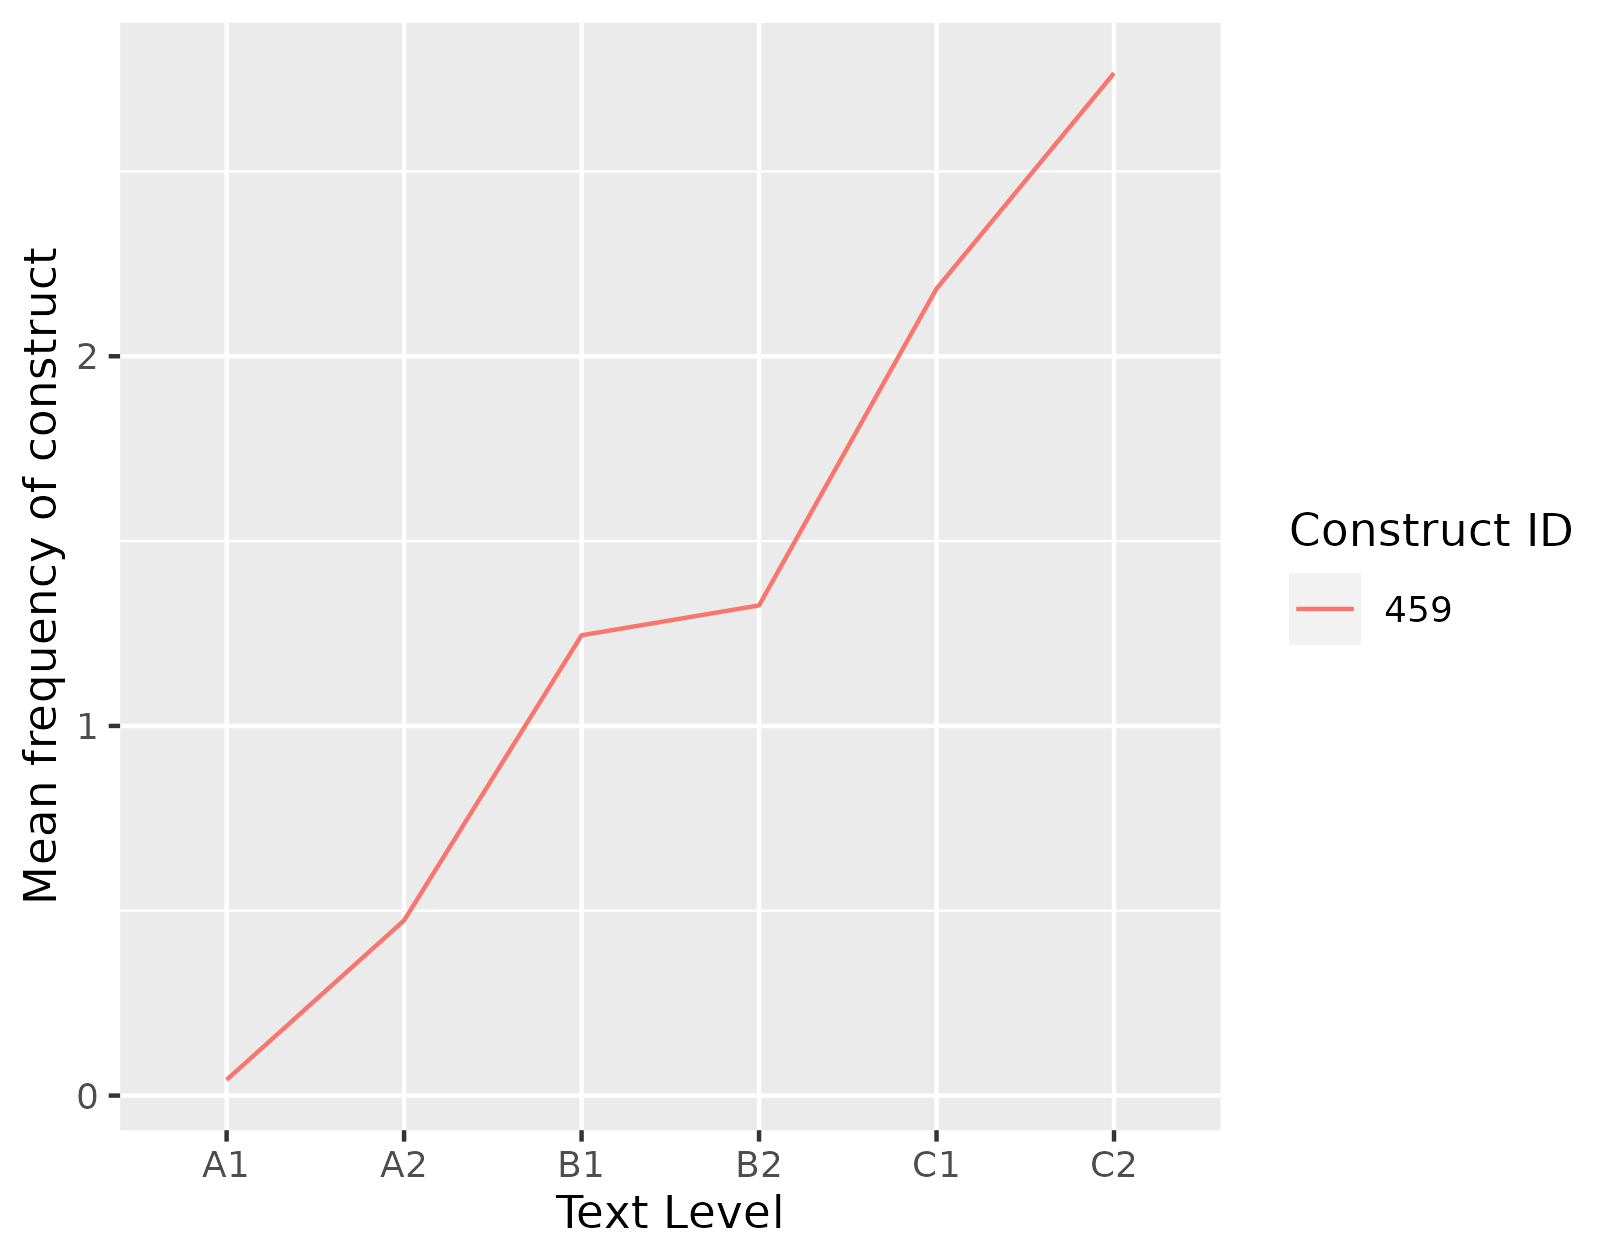 Mean frequency of construct
2
1
0
A1 A2 B1 B2 C1 C2
Text Level
Construct ID
459